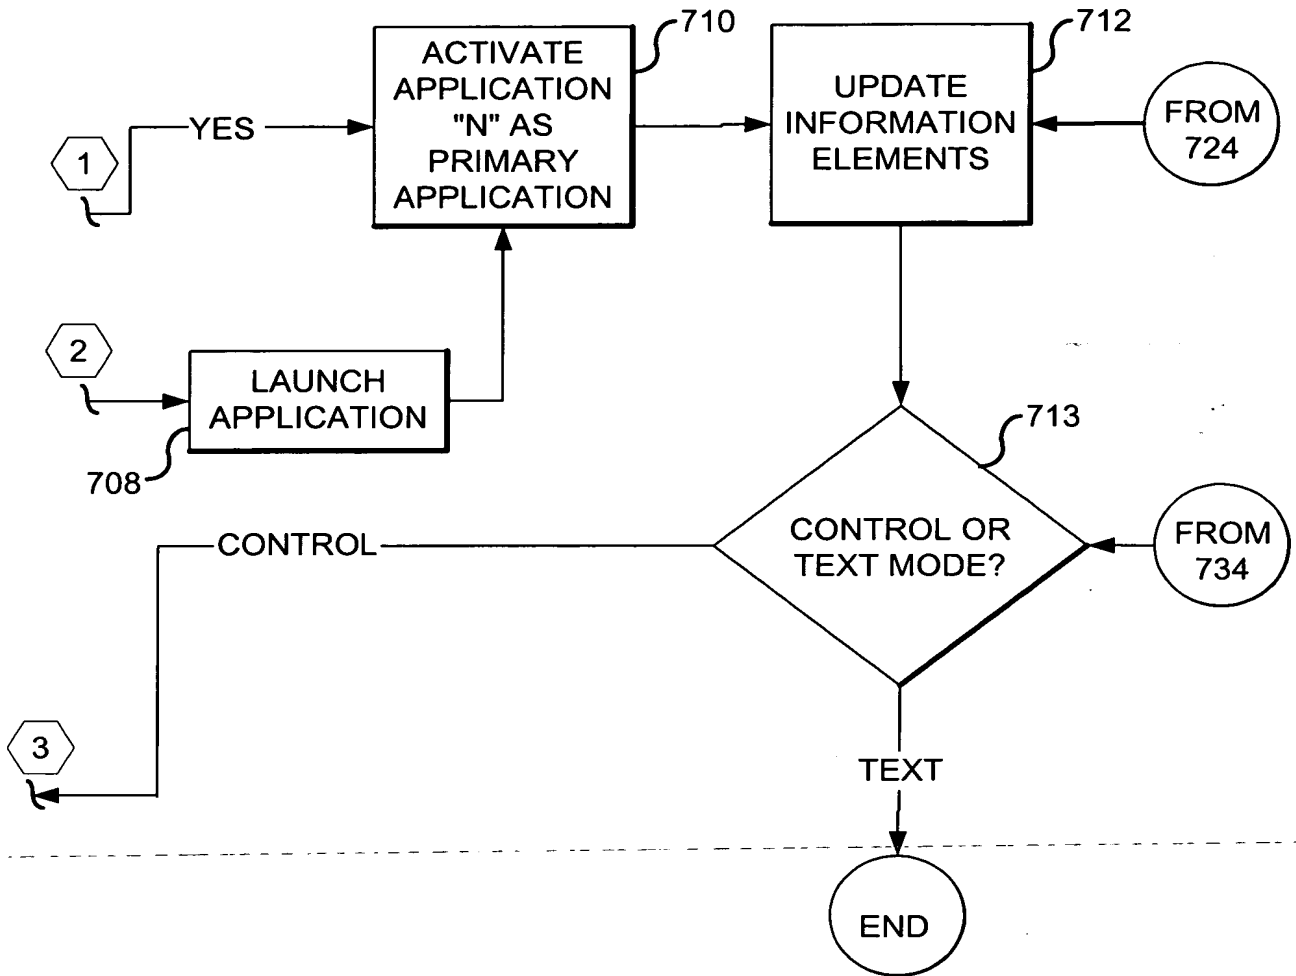 710
712
ACTIVATE
APPLICATION
"N" AS
PRIMARY
APPLICATION
UPDATE
INFORMATION
ELEMENTS
FROM
724
YES
1
2
LAUNCH
APPLICATION
708
713
CONTROL OR
TEXT MODE?
FROM
734
CONTROL
3
TEXT
END